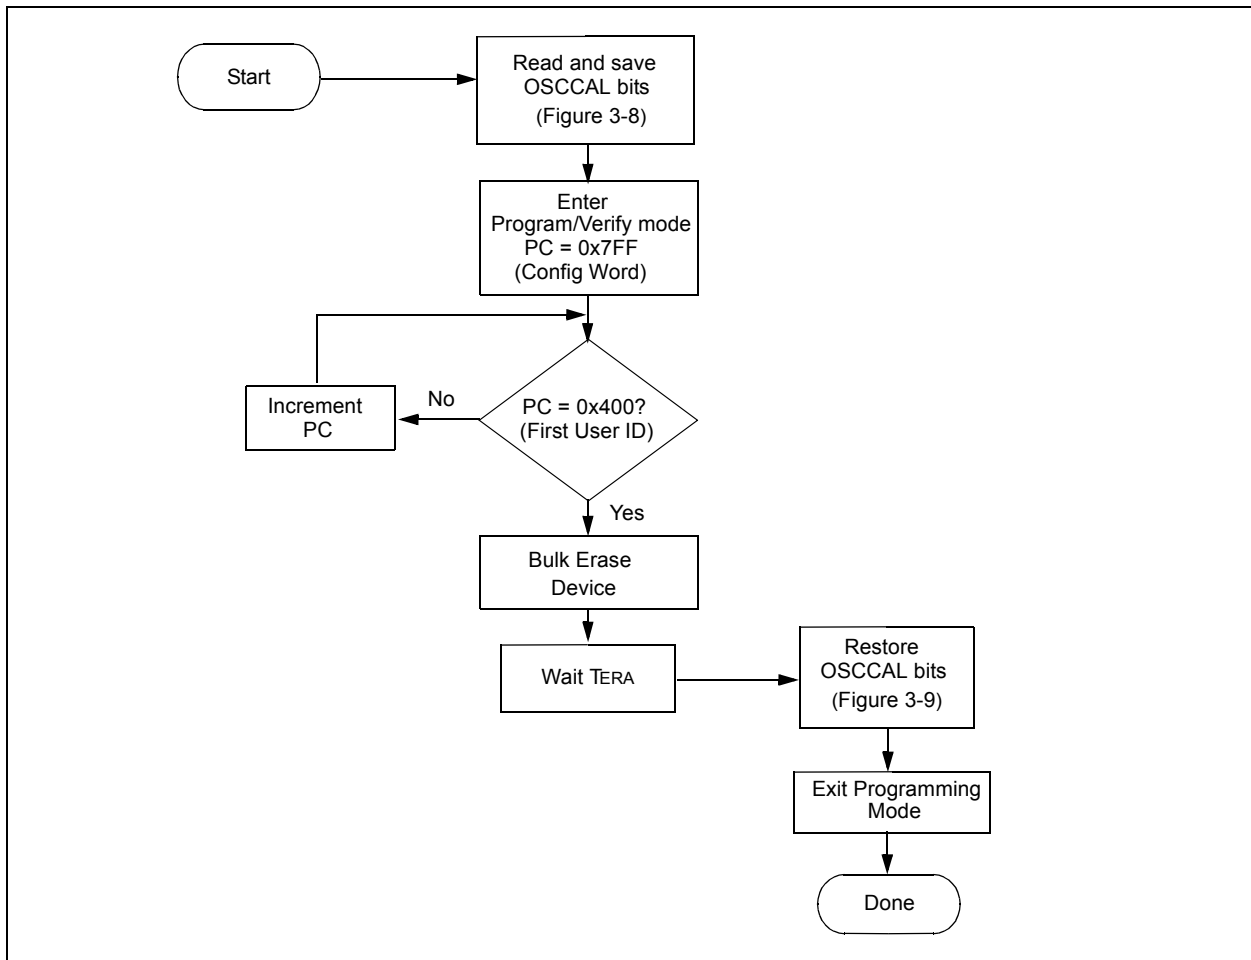 Start
Read and save
OSCCAL bits
(Figure 3-8)
Enter
Program/Verify mode
PC = 0x7FF
(Config Word)
Increment
PC
No
PC = 0x400?
(First User ID)
Yes
Bulk Erase
Device
Wait TERA
Restore
OSCCAL bits
(Figure 3-9)
Exit Programming
Mode
Done